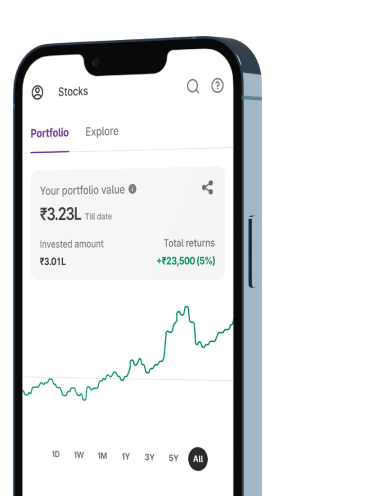 Stocks
Portfolio Explore
Your portfolio value
₹3.23L Till date
Invested amount Total returns
₹3.01L +₹23,500 (5%)
1D 1W 1M 1Y 3Y 5Y All